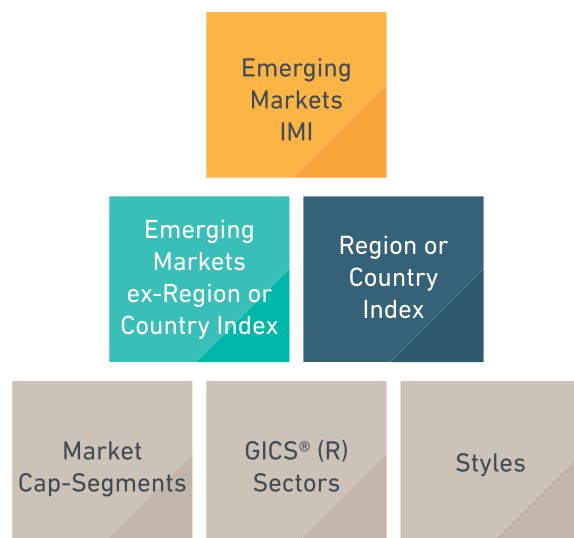 Emerging
Markets
IMI
Emerging
Markets
ex-Region or
Country Index
Region or
Country
Index
Market
Cap-Segments
GICS® (R)
Sectors
Styles